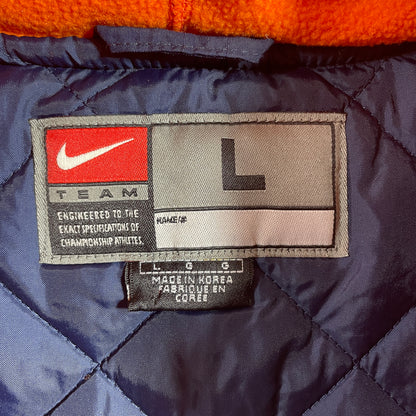 TEAM
ENGINEERED TO THE
EXACT SPECIFICATIONS OF
CHAMPIONSHIP ATHLETES.
L
NAME/#
L G G
MADE IN KOREA
FABRIQUE EN
COREE